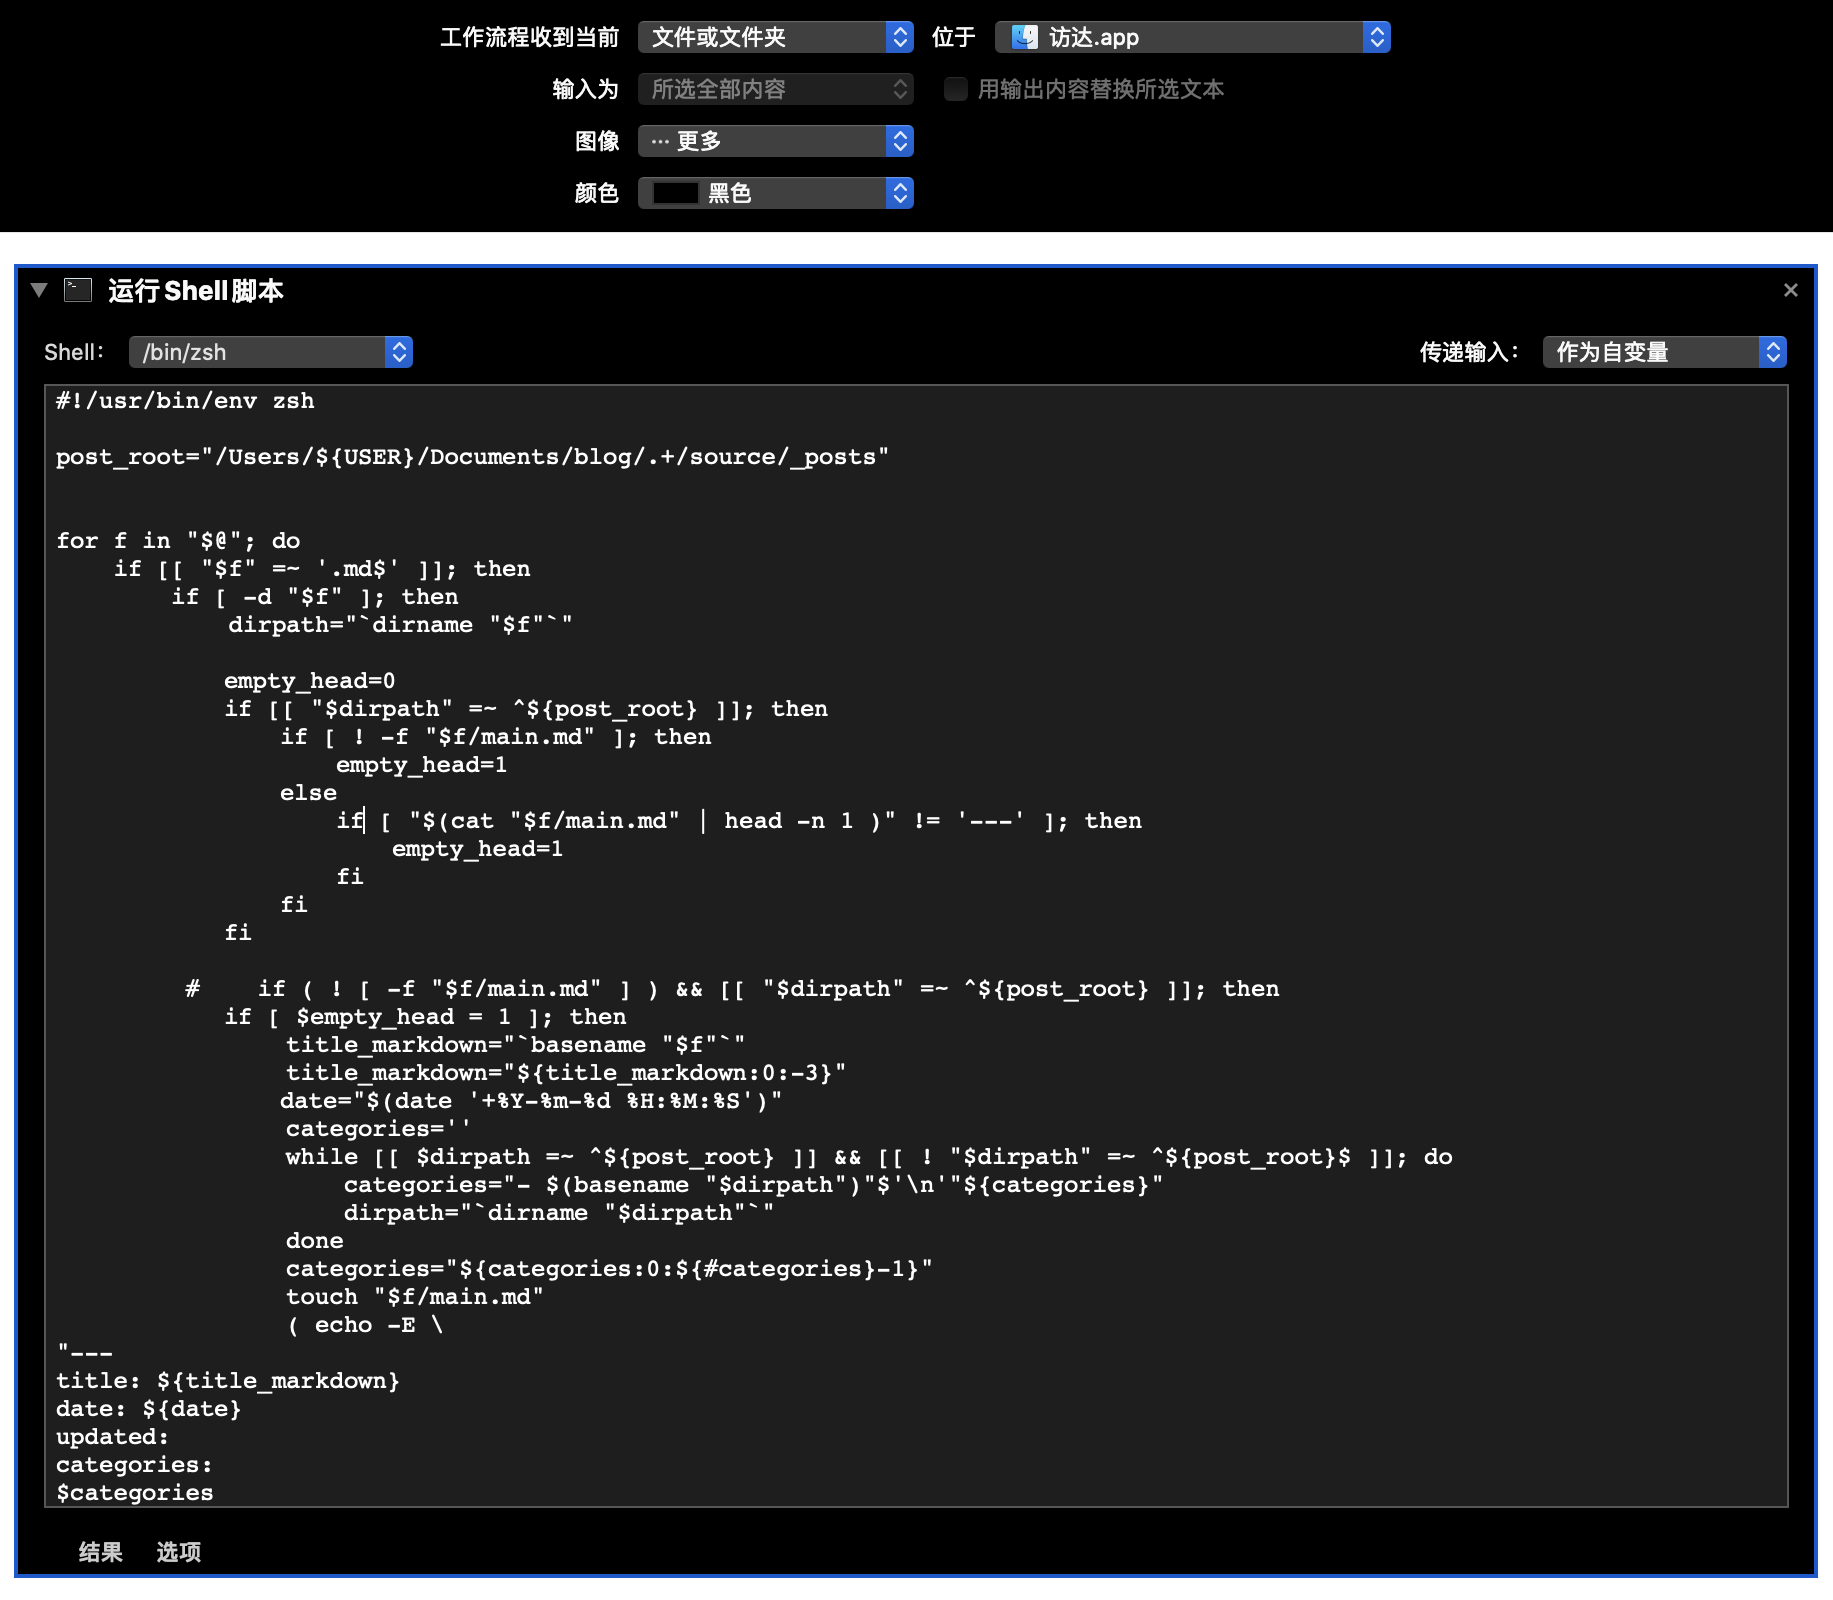 工作流程收到当前 文件或文件夹 位于 访达.app
输入为 所选全部内容 用输出内容替换所选文本
图像 ··· 更多
颜色 黑色
运行 Shell 脚本
Shell: /bin/zsh 传递输入: 作为自变量
#!/usr/bin/env zsh
post_root="/Users/${USER}/Documents/blog/.+/source/_posts"
for f in "$@"; do
    if [[ "$f" =~ '.md$' ]]; then
        if [ -d "$f" ]; then
            dirpath="`dirname "$f"`"
            empty_head=0
            if [[ "$dirpath" =~ ^${post_root} ]]; then
                if [ ! -f "$f/main.md" ]; then
                    empty_head=1
                else
                    if [ "$(cat "$f/main.md" | head -n 1 )" != '---' ]; then
                        empty_head=1
                    fi
                fi
            fi
         #    if ( ! [ -f "$f/main.md" ] ) && [[ "$dirpath" =~ ^${post_root} ]]; then
            if [ $empty_head = 1 ]; then
                title_markdown="`basename "$f"`"
                title_markdown="${title_markdown:0:-3}"
                date="$(date '+%Y-%m-%d %H:%M:%S')"
                categories=''
                while [[ $dirpath =~ ^${post_root} ]] && [[ ! "$dirpath" =~ ^${post_root}$ ]]; do
                    categories="- $(basename "$dirpath")"$'\n'"${categories}"
                    dirpath="`dirname "$dirpath"`"
                done
                categories="${categories:0:${#categories}-1}"
                touch "$f/main.md"
                ( echo -E \
"---
title: ${title_markdown}
date: ${date}
updated:
categories:
$categories
结果 选项